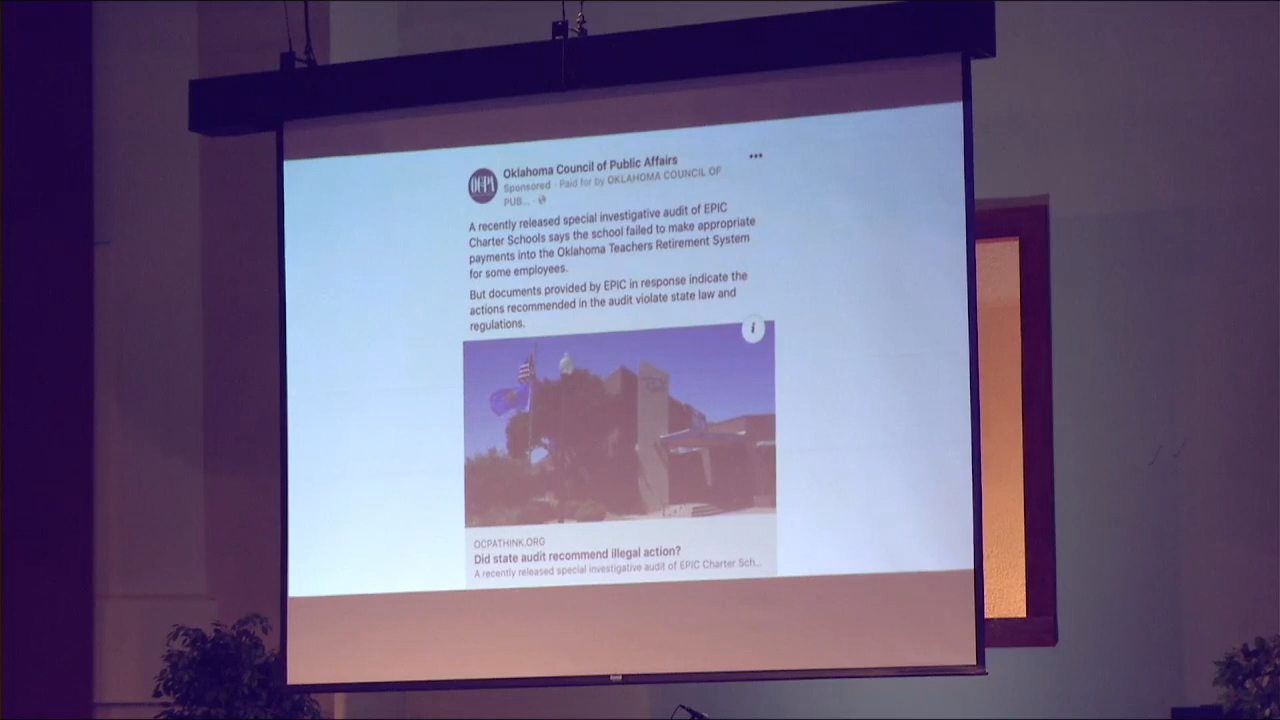 OCPA
Oklahoma Council of Public Affairs
Sponsored · Paid for by OKLAHOMA COUNCIL OF
PUB... ·
A recently released special investigative audit of EPIC
Charter Schools says the school failed to make appropriate
payments into the Oklahoma Teachers Retirement System
for some employees.
But documents provided by EPIC in response indicate the
actions recommended in the audit violate state law and
regulations.
i
OCPATHINK.ORG
Did state audit recommend illegal action?
A recently released special investigative audit of EPIC Charter Sch...